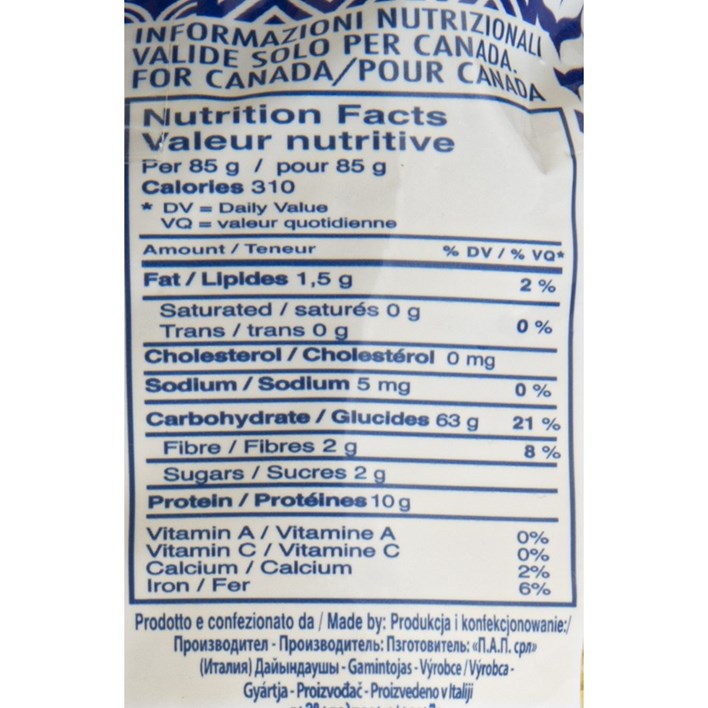 INFORMAZIONI NUTRIZIONALI
VALIDE SOLO PER CANADA.
FOR CANADA/POUR CANADA
Nutrition Facts
Valeur nutritive
Per 85 g / pour 85 g
Calories 310
* DV = Daily Value
VQ = valeur quotidienne
Amount / Teneur % DV / % VQ*
Fat / Lipides 1,5 g 2 %
Saturated / saturés 0 g
Trans / trans 0 g 0 %
Cholesterol / Cholestérol 0 mg
Sodium / Sodium 5 mg 0 %
Carbohydrate / Glucides 63 g 21 %
Fibre / Fibres 2 g 8 %
Sugars / Sucres 2 g
Protein / Protéines 10 g
Vitamin A / Vitamine A 0%
Vitamin C / Vitamine C 0%
Calcium / Calcium 2%
Iron / Fer 6%
Prodotto e confezionato da / Made by: Produkcja i konfekcjonowanie:/
Производител - Производитель: Пзготовитель: «П.А.П. срл»
(Италия) Дайындаушы - Gamintojas - Výrobce / Výrobca -
Gyártja - Proizvođač - Proizvedeno v Italiji